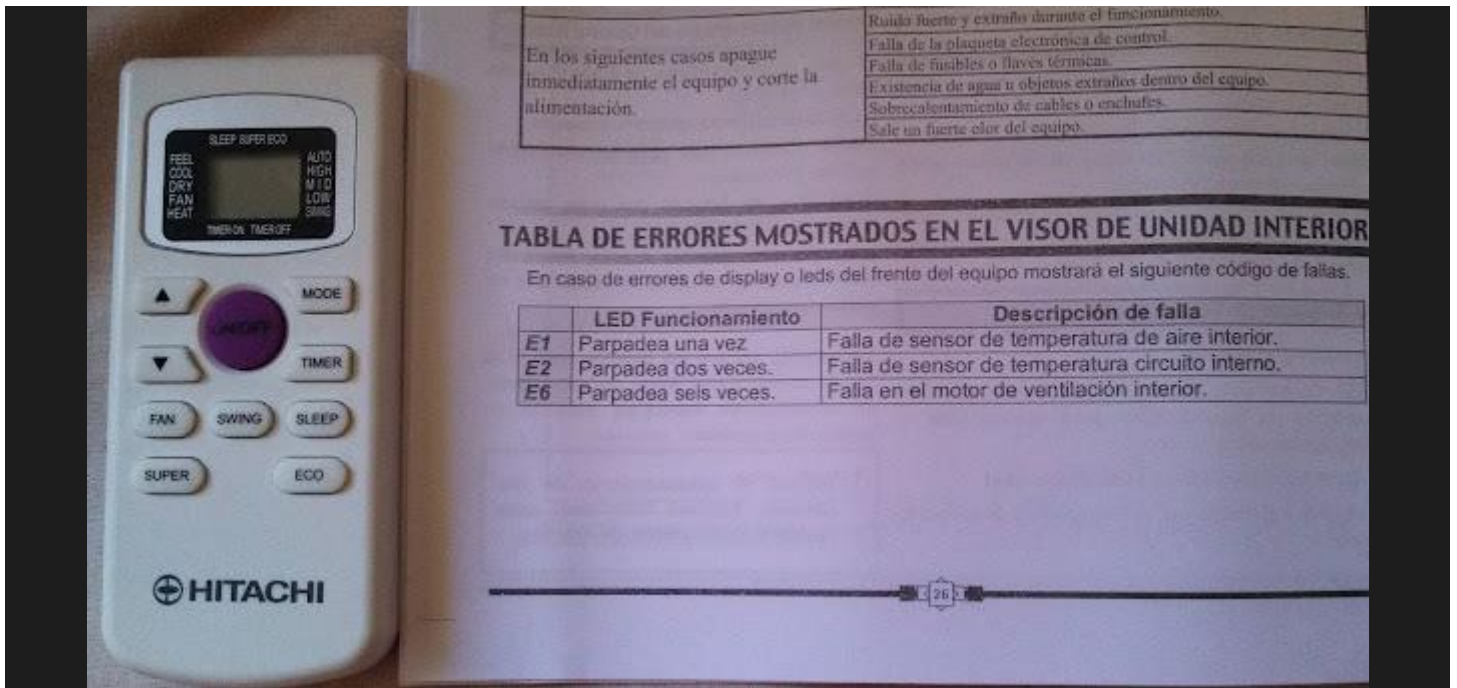 SLEEP SUPER ECO
FEEL
COOL
DRY
FAN
HEAT
AUTO
HIGH
MID
LOW
SWING
TIMER ON TIMER OFF
▲
MODE
ON/OFF
▼
TIMER
FAN
SWING
SLEEP
SUPER
ECO
HITACHI
En los siguientes casos apague
inmediatamente el equipo y corte la
alimentación.
Ruido fuerte y extraño durante el funcionamiento.
Falla de la plaqueta electrónica de control.
Falla de fusibles o llaves térmicas.
Existencia de agua u objetos extraños dentro del equipo.
Sobrecalentamiento de cables o enchufes.
Sale un fuerte olor del equipo.
TABLA DE ERRORES MOSTRADOS EN EL VISOR DE UNIDAD INTERIOR
En caso de errores de display o leds del frente del equipo mostrará el siguiente código de fallas.
LED Funcionamiento Descripción de falla
E1 Parpadea una vez Falla de sensor de temperatura de aire interior.
E2 Parpadea dos veces. Falla de sensor de temperatura circuito interno.
E6 Parpadea seis veces. Falla en el motor de ventilación interior.
26